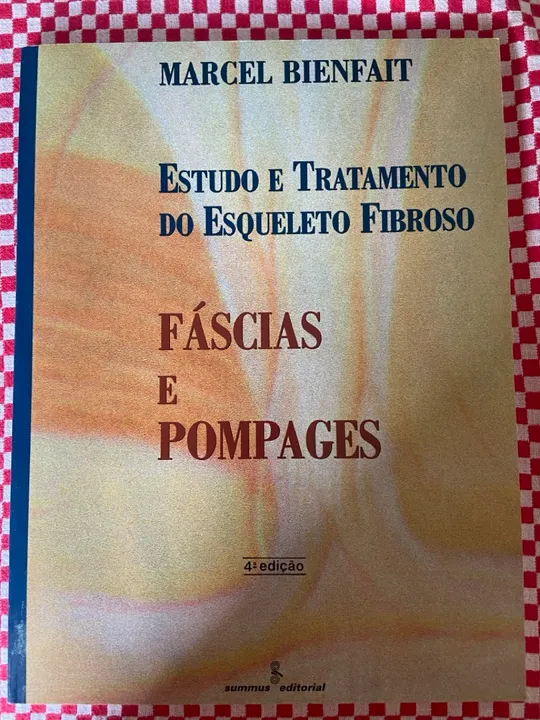 MARCEL BIENFAIT
ESTUDO E TRATAMENTO
DO ESQUELETO FIBROSO
FÁSCIAS
E
POMPAGES
4ª edição
summus editorial